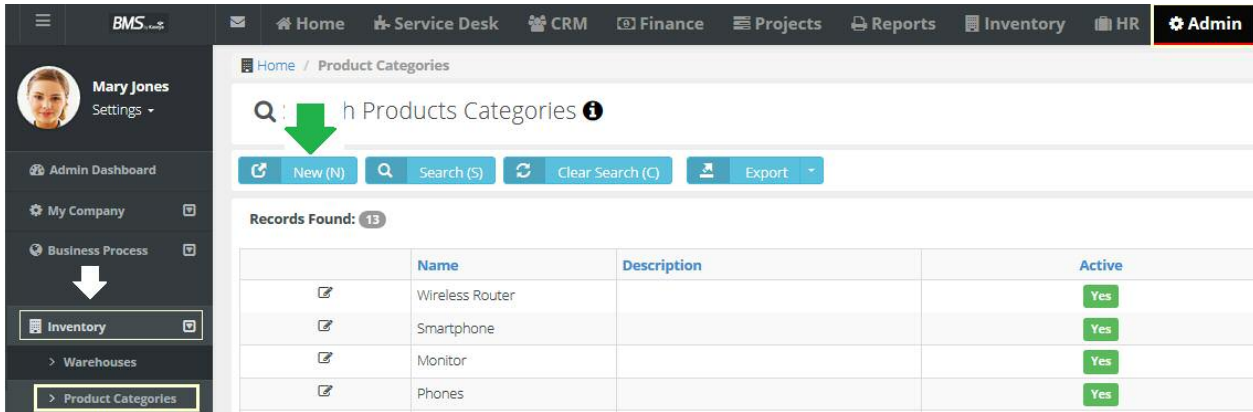 BMS
Home Service Desk CRM Finance Projects Reports Inventory HR Admin
Mary Jones
Settings
Admin Dashboard
My Company
Business Process
Inventory
> Warehouses
> Product Categories
Home / Product Categories
h Products Categories
New (N) Search (S) Clear Search (C) Export
Records Found: 13
Name Description Active
Wireless Router Yes
Smartphone Yes
Monitor Yes
Phones Yes